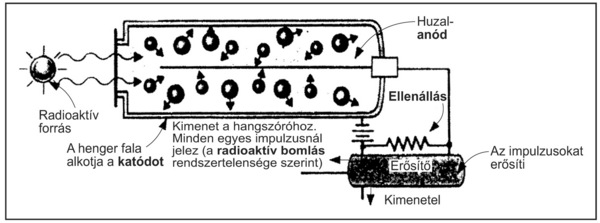 Huzal-
anód
Radioaktív
forrás
A henger fala
alkotja a katódot
Kimenet a hangszóróhoz.
Minden egyes impulzusnál
jelez (a radioaktív bomlás
rendszertelensége szerint)
Ellenállás
Erősítő
Az impulzusokat
erősíti
Kimenetel